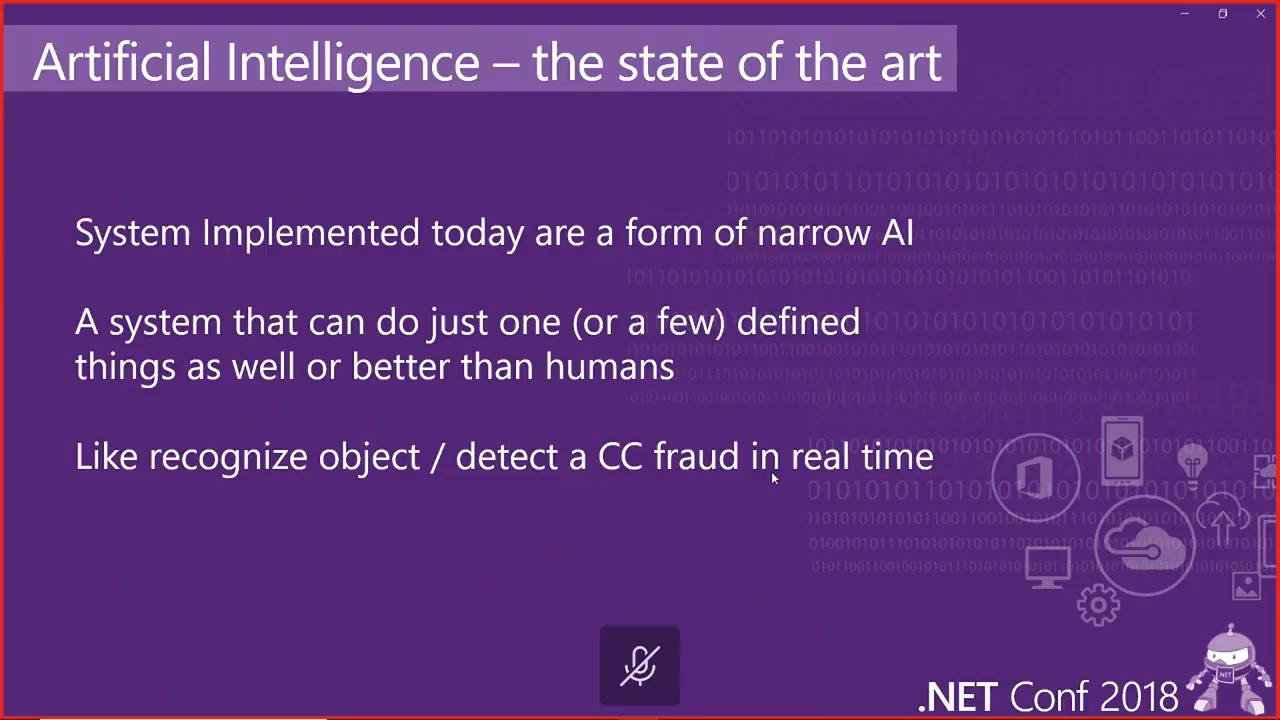 Artificial Intelligence – the state of the art
System Implemented today are a form of narrow AI
A system that can do just one (or a few) defined
things as well or better than humans
Like recognize object / detect a CC fraud in real time
.NET
.NET Conf 2018